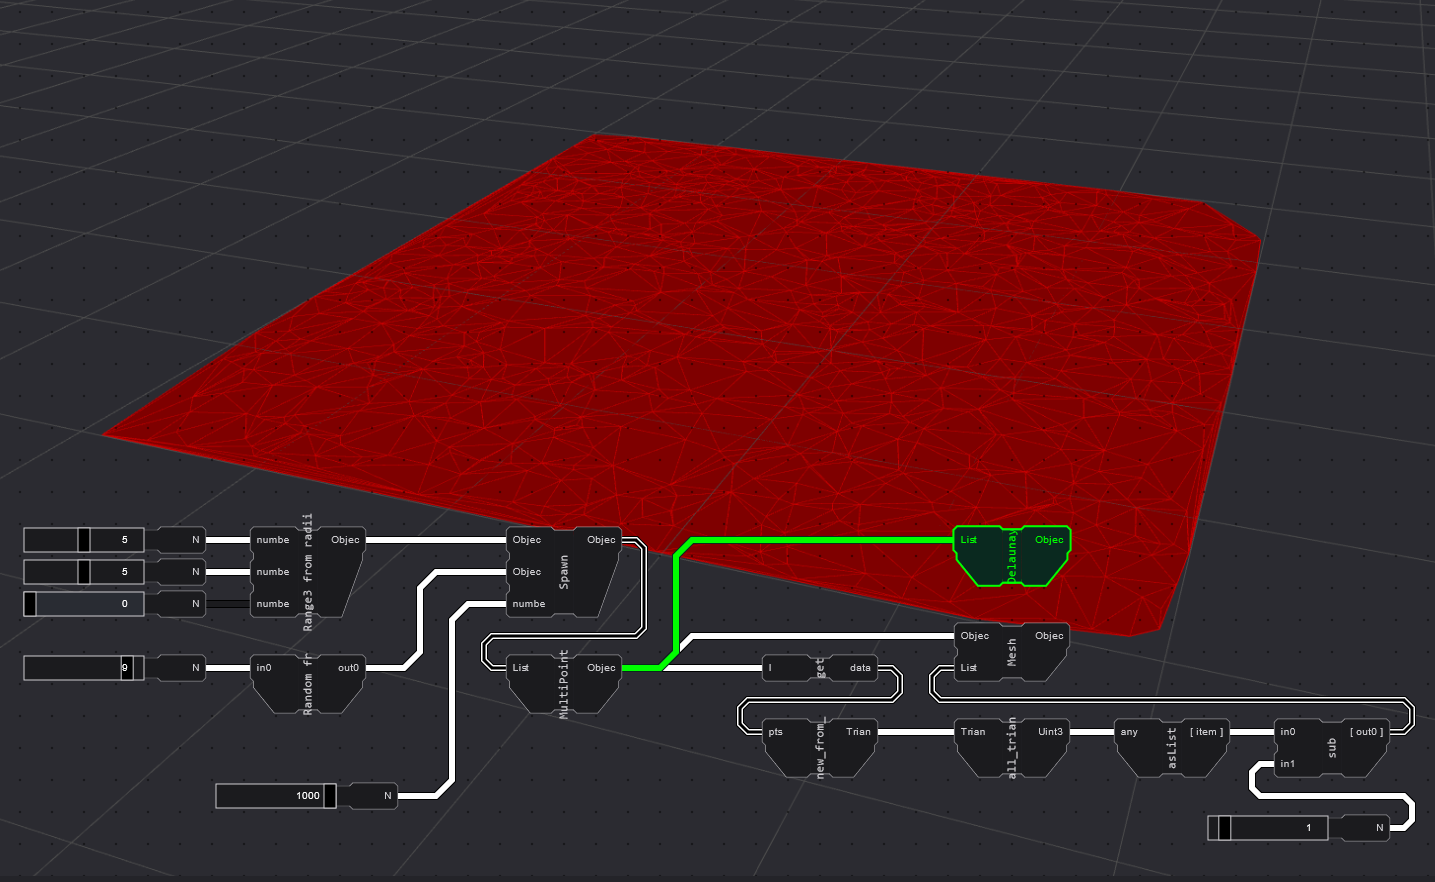 5 N numbe Range3 from radii Objec
5 N numbe
0 N numbe
Objec Spawn Objec
Objec
numbe
List Delaunay Objec
9 N in0 Random fr out0
List MultiPoint Objec
I get data
Objec Mesh Objec
List
pts new_from_ Trian
Trian all_trian Uint3
any asList [ item ]
in0 sub [ out0 ]
in1
1000 N
1 N